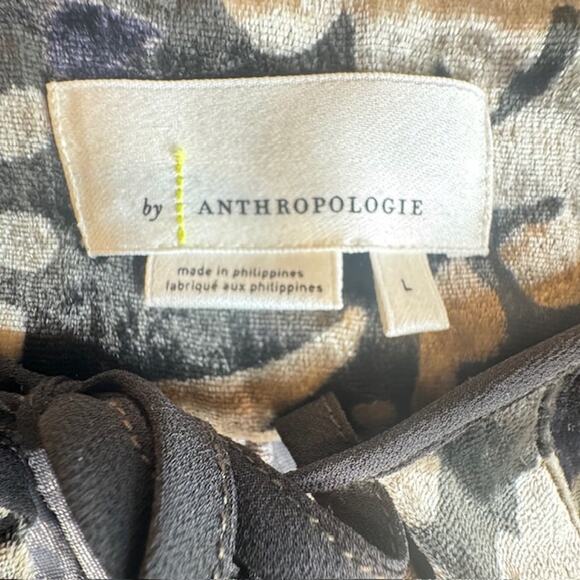 by ANTHROPOLOGIE
made in philippines
fabriqué aux philippines
L